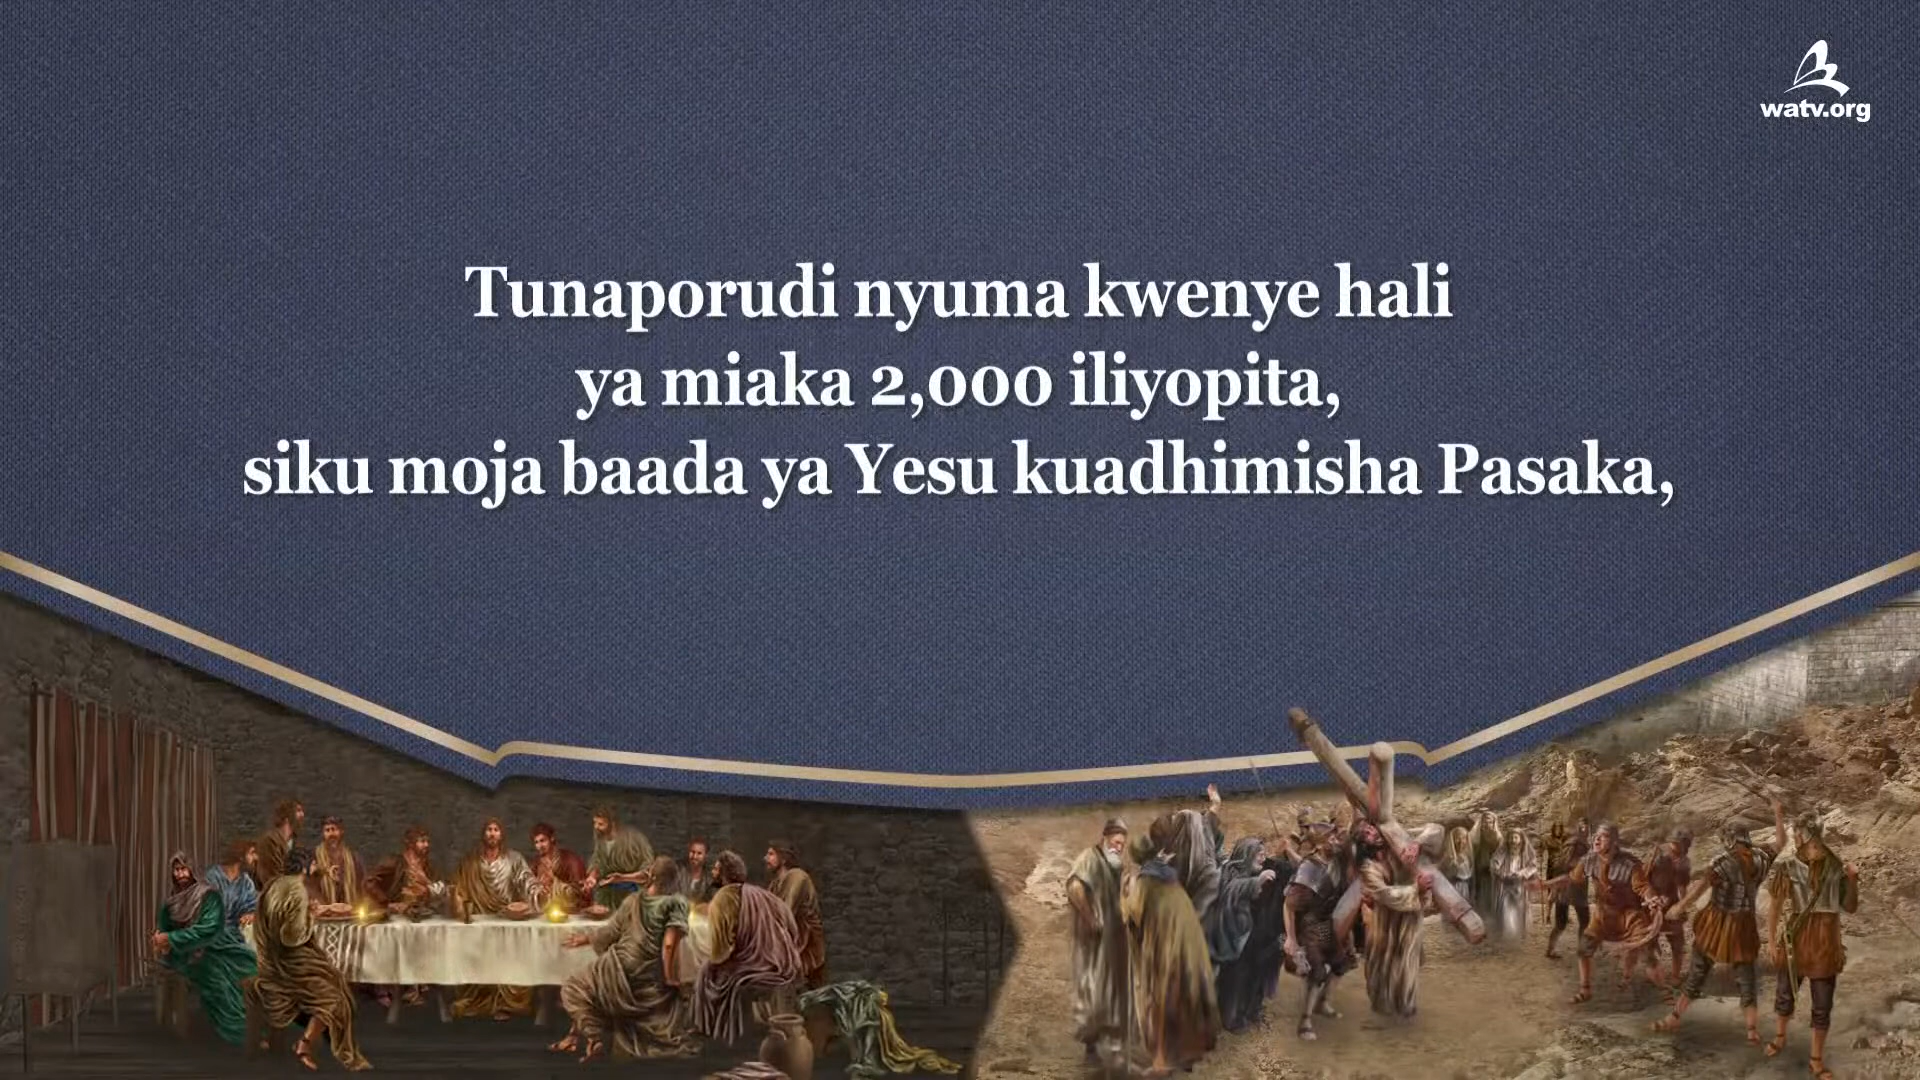 watv.org
Tunaporudi nyuma kwenye hali
ya miaka 2,000 iliyopita,
siku moja baada ya Yesu kuadhimisha Pasaka,